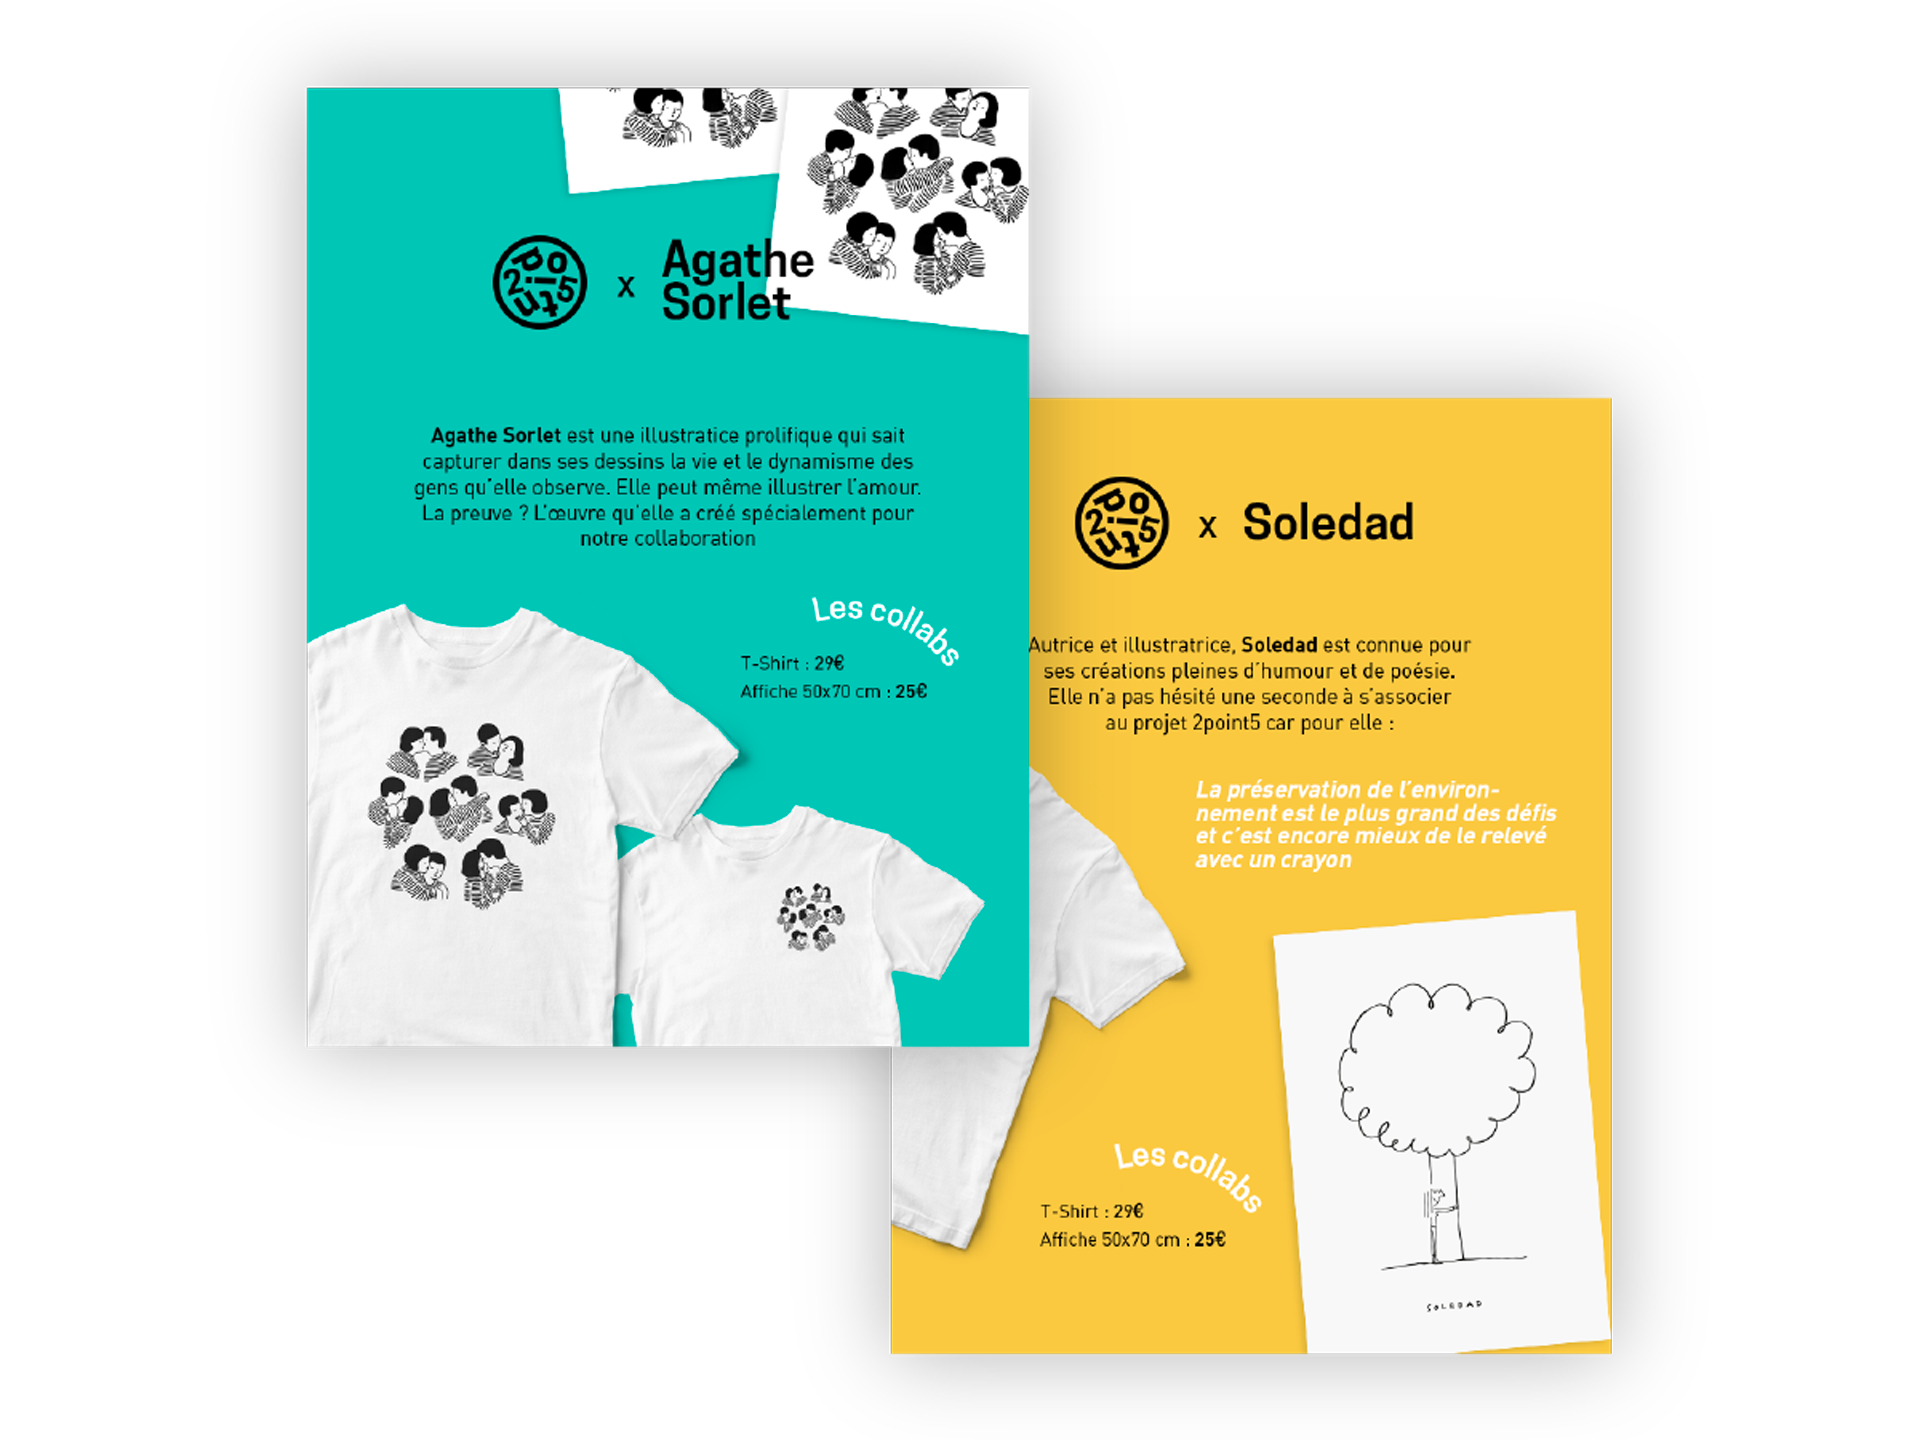 2point5
x
Agathe
Sorlet
Agathe Sorlet est une illustratice prolifique qui sait
capturer dans ses dessins la vie et le dynamisme des
gens qu'elle observe. Elle peut même illustrer l'amour.
La preuve ? L'œuvre qu'elle a créé spécialement pour
notre collaboration
Les collabs
T-Shirt : 29€
Affiche 50x70 cm : 25€
2point5
x
Soledad
Autrice et illustratrice, Soledad est connue pour
ses créations pleines d'humour et de poésie.
Elle n'a pas hésité une seconde à s'associer
au projet 2point5 car pour elle :
La préservation de l'environ-
nement est le plus grand des défis
et c'est encore mieux de le relevé
avec un crayon
Les collabs
T-Shirt : 29€
Affiche 50x70 cm : 25€
SOLEDAD